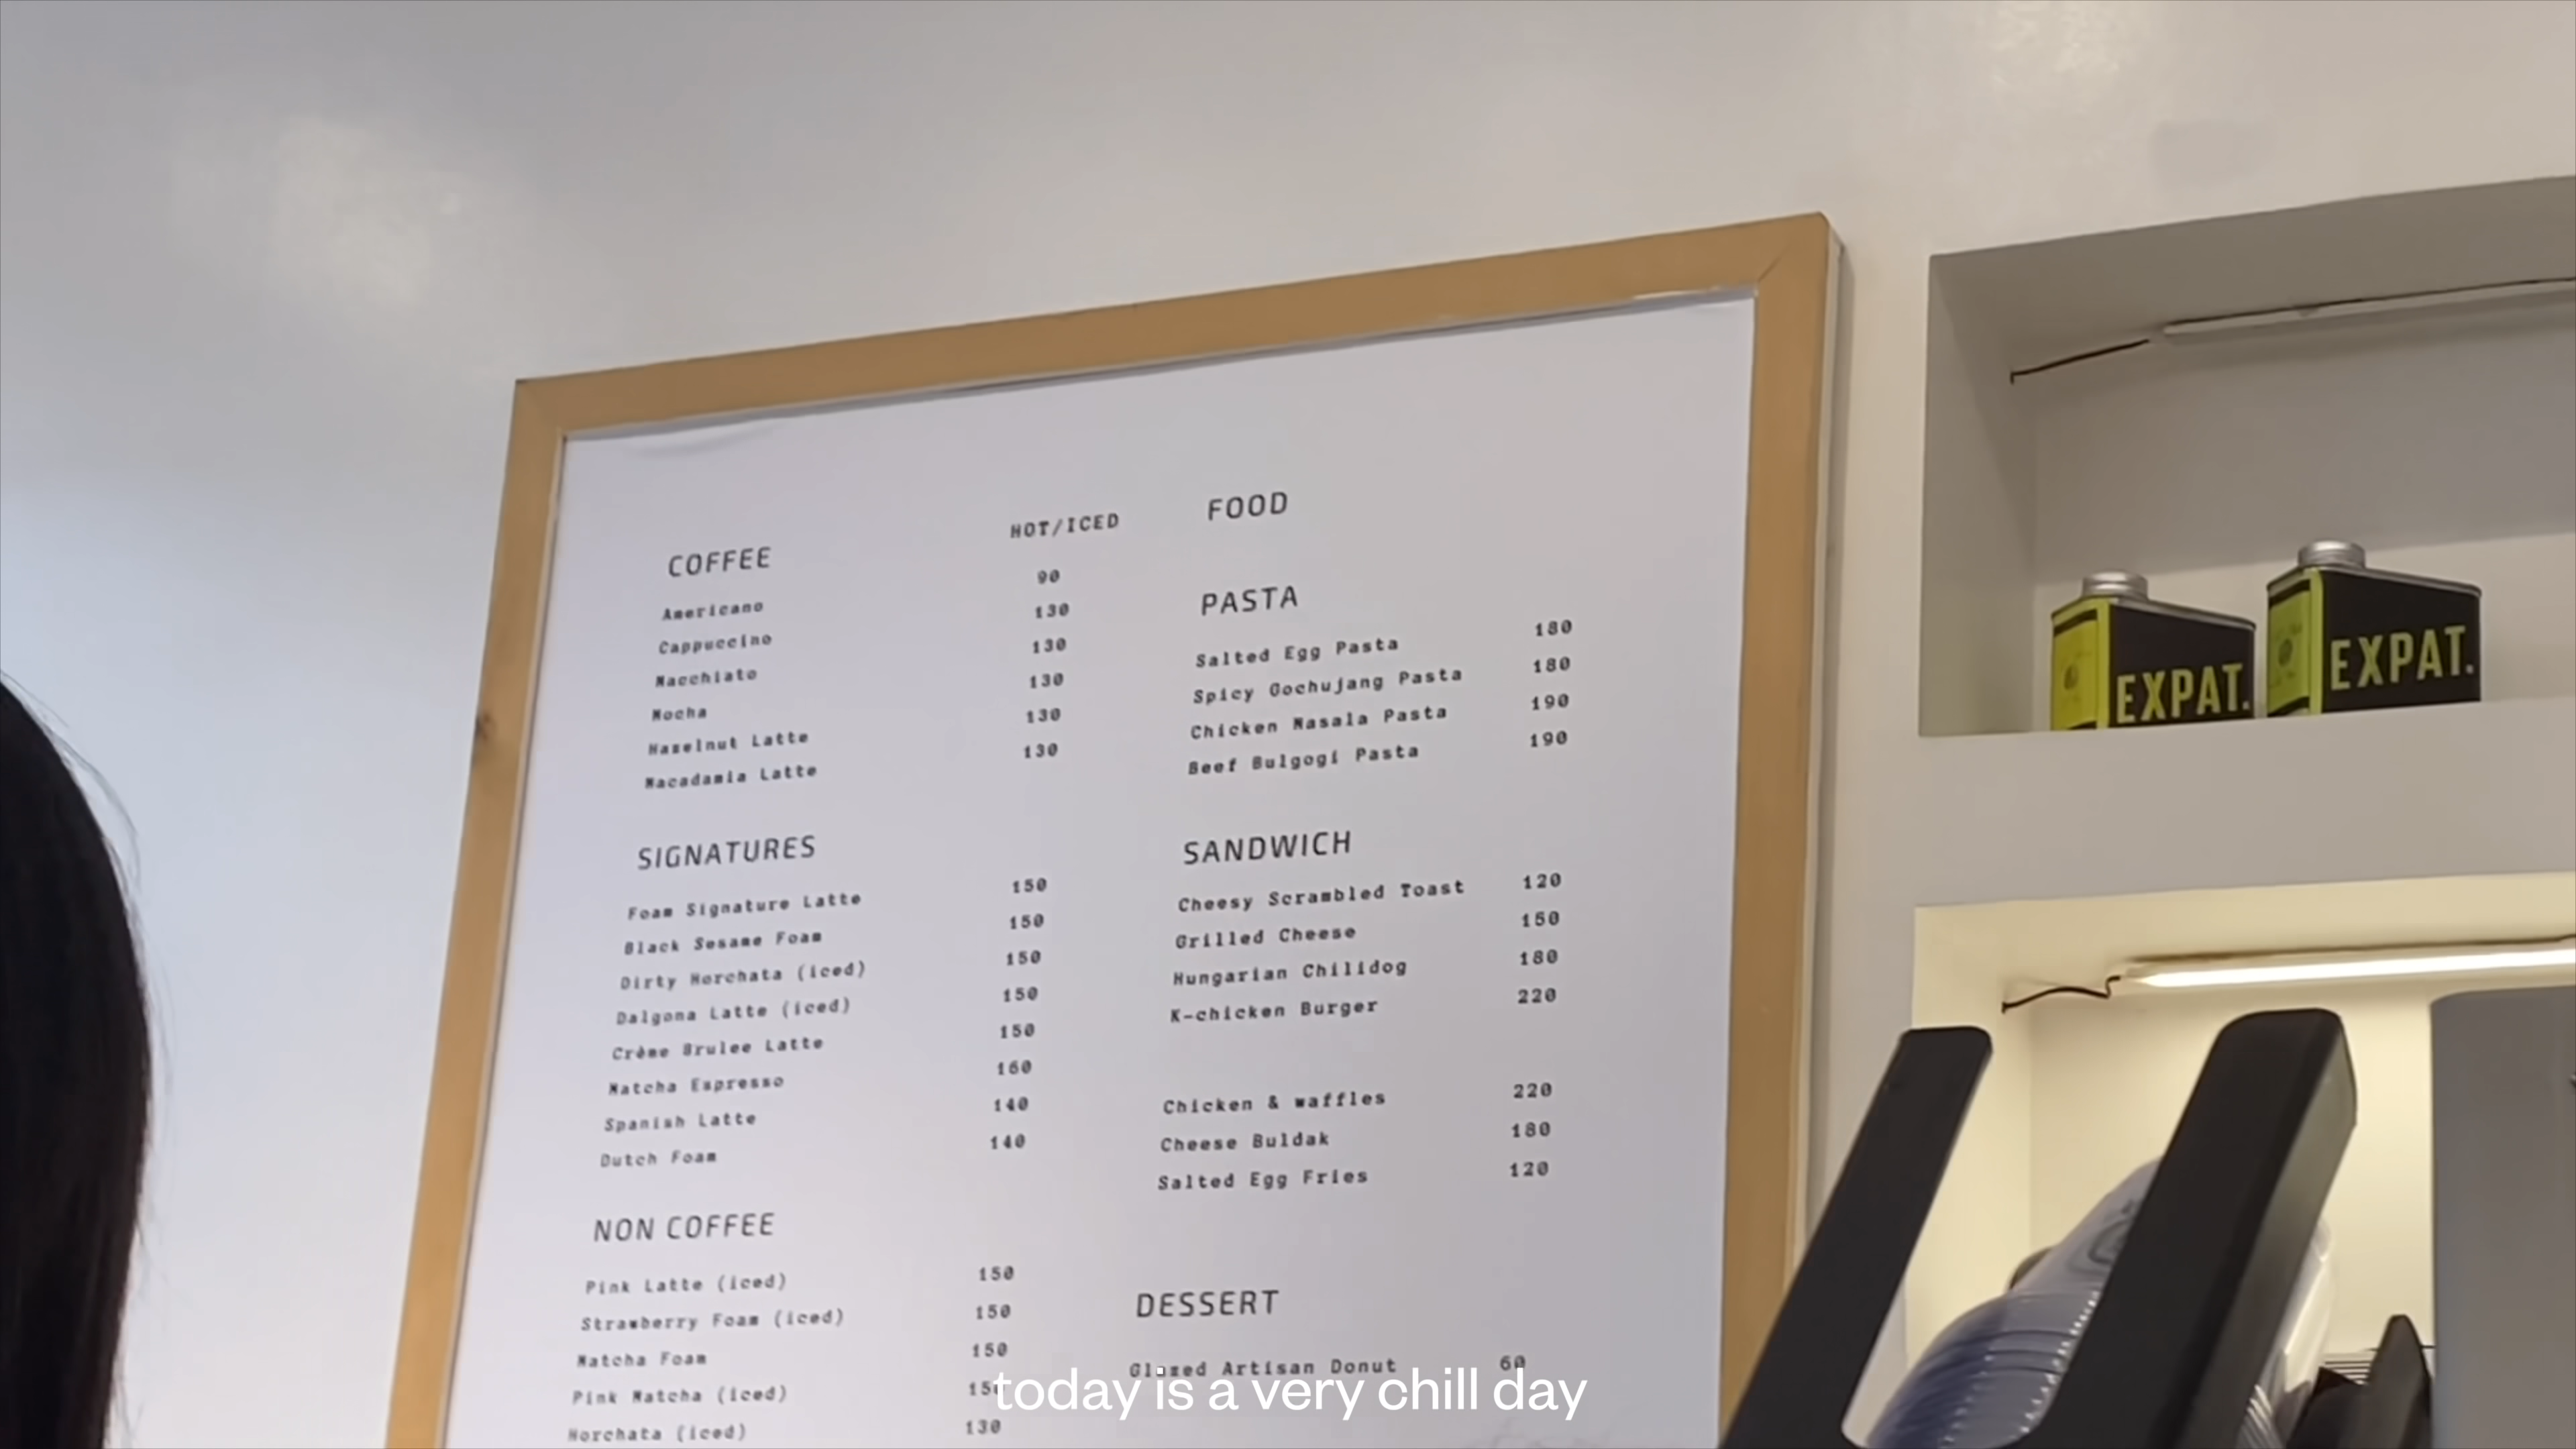 COFFEE HOT/ICED
Americano 90
Cappuccino 130
Macchiato 130
Mocha 130
Hazelnut Latte 130
Macadamia Latte 130
SIGNATURES
Foam Signature Latte 150
Black Sesame Foam 150
Dirty Horchata (iced) 150
Dalgona Latte (iced) 150
Crème Brulee Latte 150
Matcha Espresso 160
Spanish Latte 140
Dutch Foam 140
NON COFFEE
Pink Latte (iced) 150
Strawberry Foam (iced) 150
Matcha Foam 150
Pink Matcha (iced) 150
Horchata (iced) 130
FOOD
PASTA
Salted Egg Pasta 180
Spicy Gochujang Pasta 180
Chicken Masala Pasta 190
Beef Bulgogi Pasta 190
SANDWICH
Cheesy Scrambled Toast 120
Grilled Cheese 150
Hungarian Chilidog 180
K-chicken Burger 220
Chicken & waffles 220
Cheese Buldak 180
Salted Egg Fries 120
DESSERT
Glazed Artisan Donut 60
EXPAT.
EXPAT.
today is a very chill day